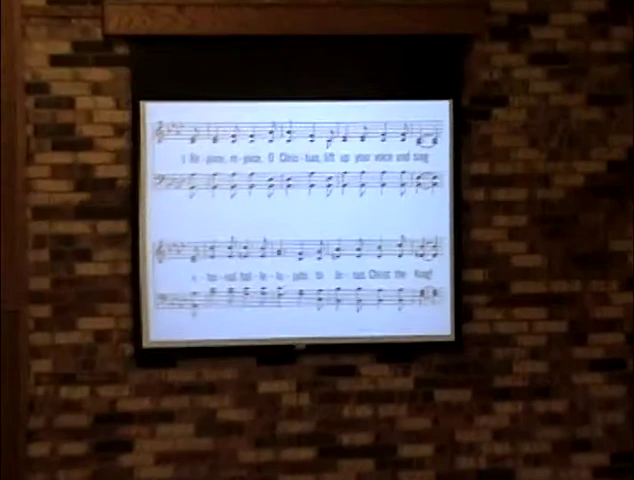 1 Re-joice, re-joice, O Chris-tian, lift up your voice and sing
e-ter-nal hal-le-lu-jahs to Je-sus Christ the King!